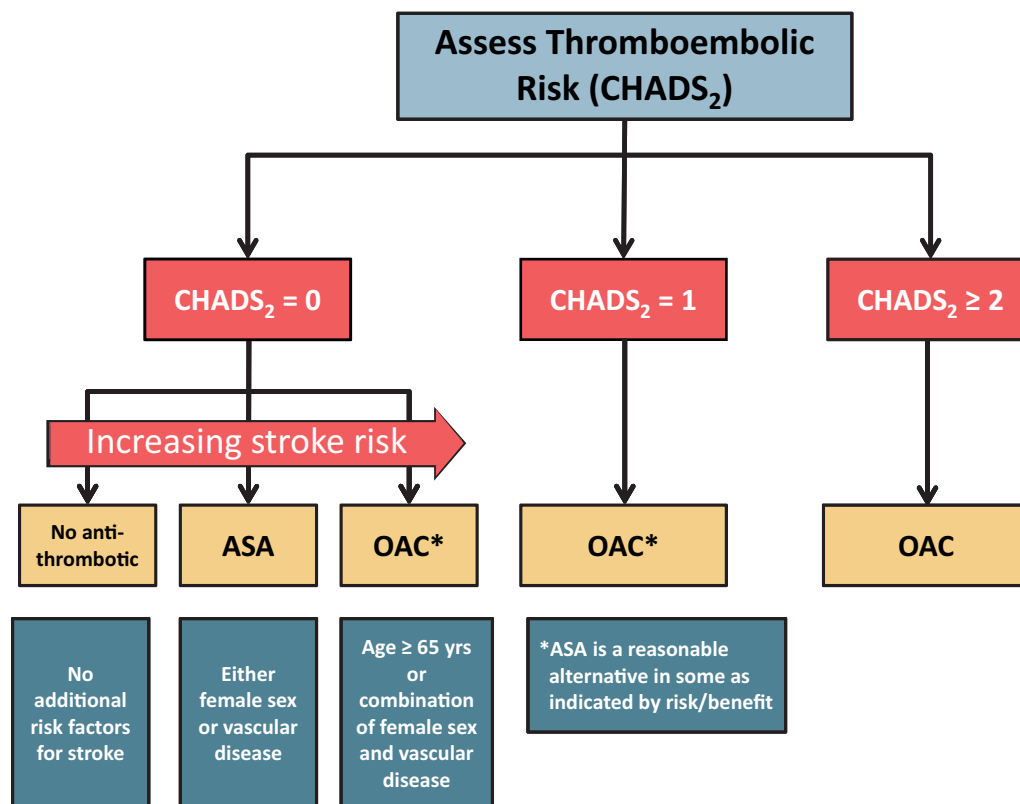 Assess Thromboembolic
Risk (CHADS₂)
CHADS₂ = 0
CHADS₂ = 1
CHADS₂ ≥ 2
Increasing stroke risk
No anti-
thrombotic
ASA
OAC*
OAC*
OAC
No
additional
risk factors
for stroke
Either
female sex
or vascular
disease
Age ≥ 65 yrs
or
combination
of female sex
and vascular
disease
*ASA is a reasonable
alternative in some as
indicated by risk/benefit